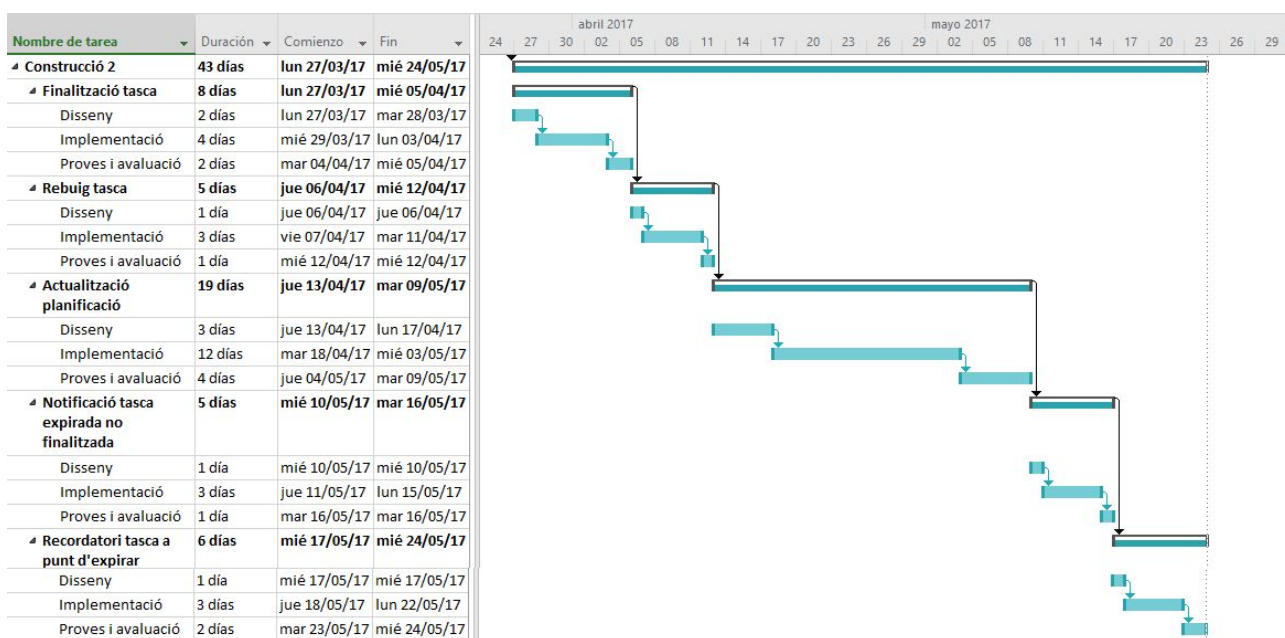 abril 2017 mayo 2017
Nombre de tarea Duración Comienzo Fin 24 27 30 02 05 08 11 14 17 20 23 26 29 02 05 08 11 14 17 20 23 26 29
Construcció 2 43 días lun 27/03/17 mié 24/05/17
Finalització tasca 8 días lun 27/03/17 mié 05/04/17
Disseny 2 días lun 27/03/17 mar 28/03/17
Implementació 4 días mié 29/03/17 lun 03/04/17
Proves i avaluació 2 días mar 04/04/17 mié 05/04/17
Rebuig tasca 5 días jue 06/04/17 mié 12/04/17
Disseny 1 día jue 06/04/17 jue 06/04/17
Implementació 3 días vie 07/04/17 mar 11/04/17
Proves i avaluació 1 día mié 12/04/17 mié 12/04/17
Actualització 19 días jue 13/04/17 mar 09/05/17
planificació
Disseny 3 días jue 13/04/17 lun 17/04/17
Implementació 12 días mar 18/04/17 mié 03/05/17
Proves i avaluació 4 días jue 04/05/17 mar 09/05/17
Notificació tasca 5 días mié 10/05/17 mar 16/05/17
expirada no
finalitzada
Disseny 1 día mié 10/05/17 mié 10/05/17
Implementació 3 días jue 11/05/17 lun 15/05/17
Proves i avaluació 1 día mar 16/05/17 mar 16/05/17
Recordatori tasca a 6 días mié 17/05/17 mié 24/05/17
punt d'expirar
Disseny 1 día mié 17/05/17 mié 17/05/17
Implementació 3 días jue 18/05/17 lun 22/05/17
Proves i avaluació 2 días mar 23/05/17 mié 24/05/17